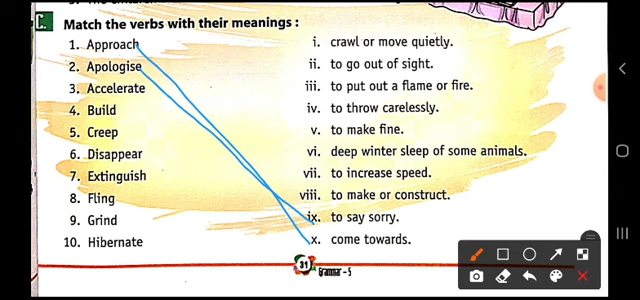 C. Match the verbs with their meanings :
1. Approach
2. Apologise
3. Accelerate
4. Build
5. Creep
6. Disappear
7. Extinguish
8. Fling
9. Grind
10. Hibernate
i. crawl or move quietly.
ii. to go out of sight.
iii. to put out a flame or fire.
iv. to throw carelessly.
v. to make fine.
vi. deep winter sleep of some animals.
vii. to increase speed.
viii. to make or construct.
ix. to say sorry.
x. come towards.
31
Grammar – 5